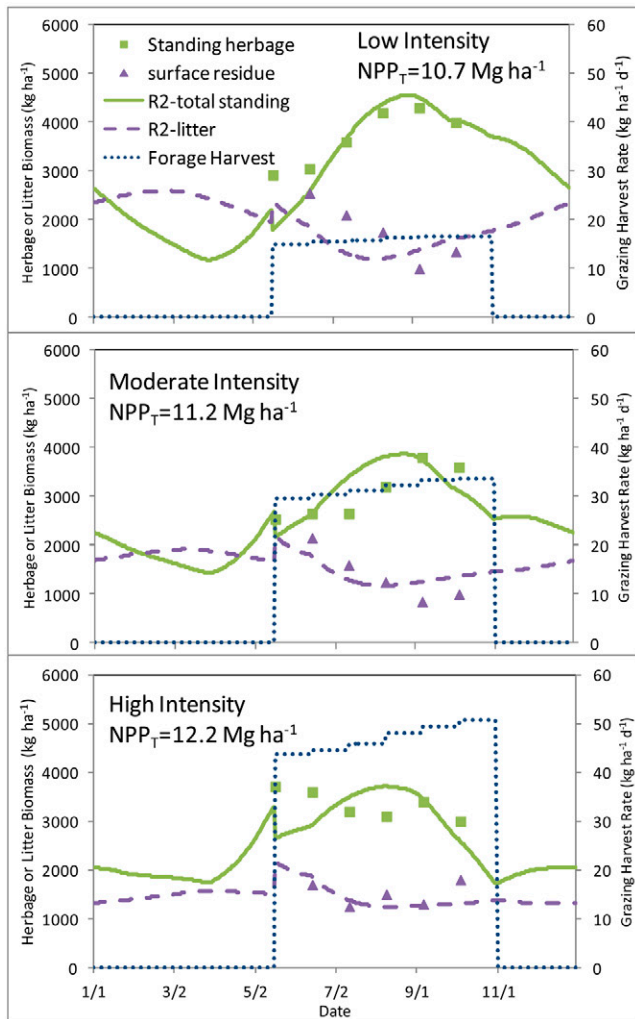 6000
5000
4000
3000
2000
1000
0
Herbage or Litter Biomass (kg ha⁻¹)
Standing herbage
surface residue
R2-total standing
R2-litter
Forage Harvest
Low Intensity
NPP_T=10.7 Mg ha⁻¹
60
50
40
30
20
10
0
Grazing Harvest Rate (kg ha⁻¹ d⁻¹)
6000
5000
4000
3000
2000
1000
0
Herbage or Litter Biomass (kg ha⁻¹)
Moderate Intensity
NPP_T=11.2 Mg ha⁻¹
60
50
40
30
20
10
0
Grazing Harvest Rate (kg ha⁻¹ d⁻¹)
6000
5000
4000
3000
2000
1000
0
Herbage or Litter Biomass (kg ha⁻¹)
High Intensity
NPP_T=12.2 Mg ha⁻¹
60
50
40
30
20
10
0
Grazing Harvest Rate (kg ha⁻¹ d⁻¹)
1/1 3/2 5/2 7/2 9/1 11/1
Date